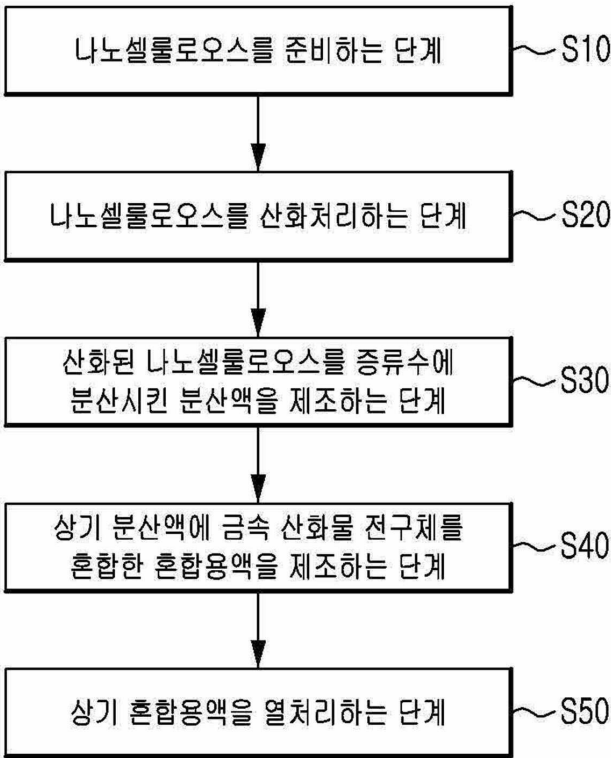 나노셀룰로오스를 준비하는 단계
S10
나노셀룰로오스를 산화처리하는 단계
S20
산화된 나노셀룰로오스를 증류수에
분산시킨 분산액을 제조하는 단계
S30
상기 분산액에 금속 산화물 전구체를
혼합한 혼합용액을 제조하는 단계
S40
상기 혼합용액을 열처리하는 단계
S50